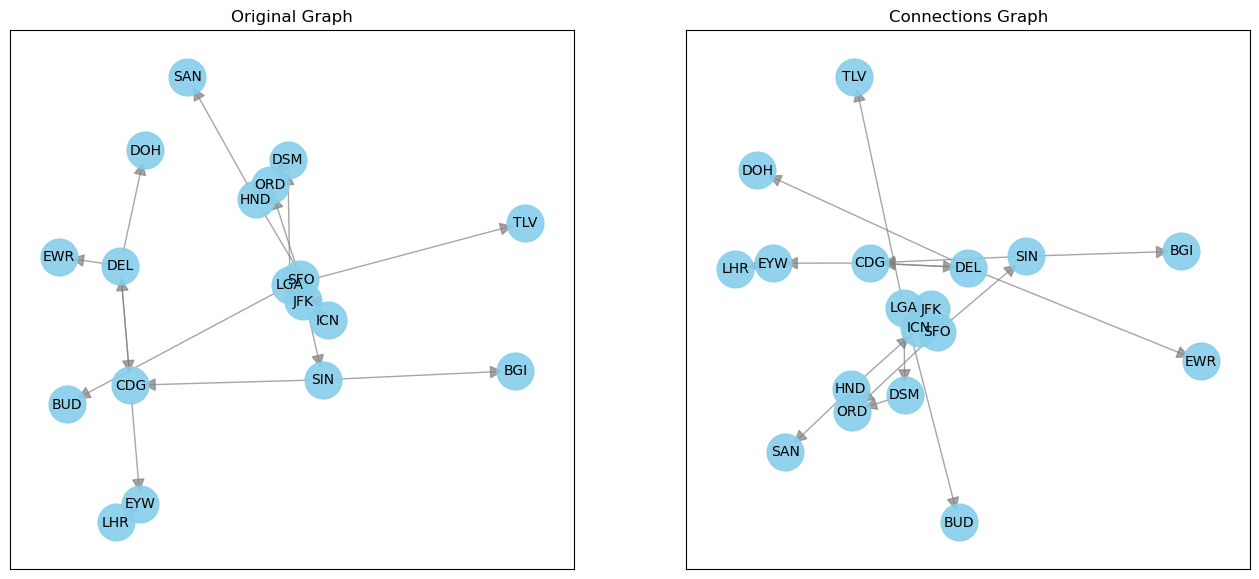 Original Graph
SAN
DOH
DSM
ORD
HND
TLV
EWR
DEL
SFO
LGA
JFK
ICN
SIN
CDG
BGI
BUD
EYW
LHR
Connections Graph
TLV
DOH
BGI
SIN
LHR
EYW
CDG
DEL
LGA
JFK
ICN
SFO
EWR
HND
DSM
ORD
SAN
BUD